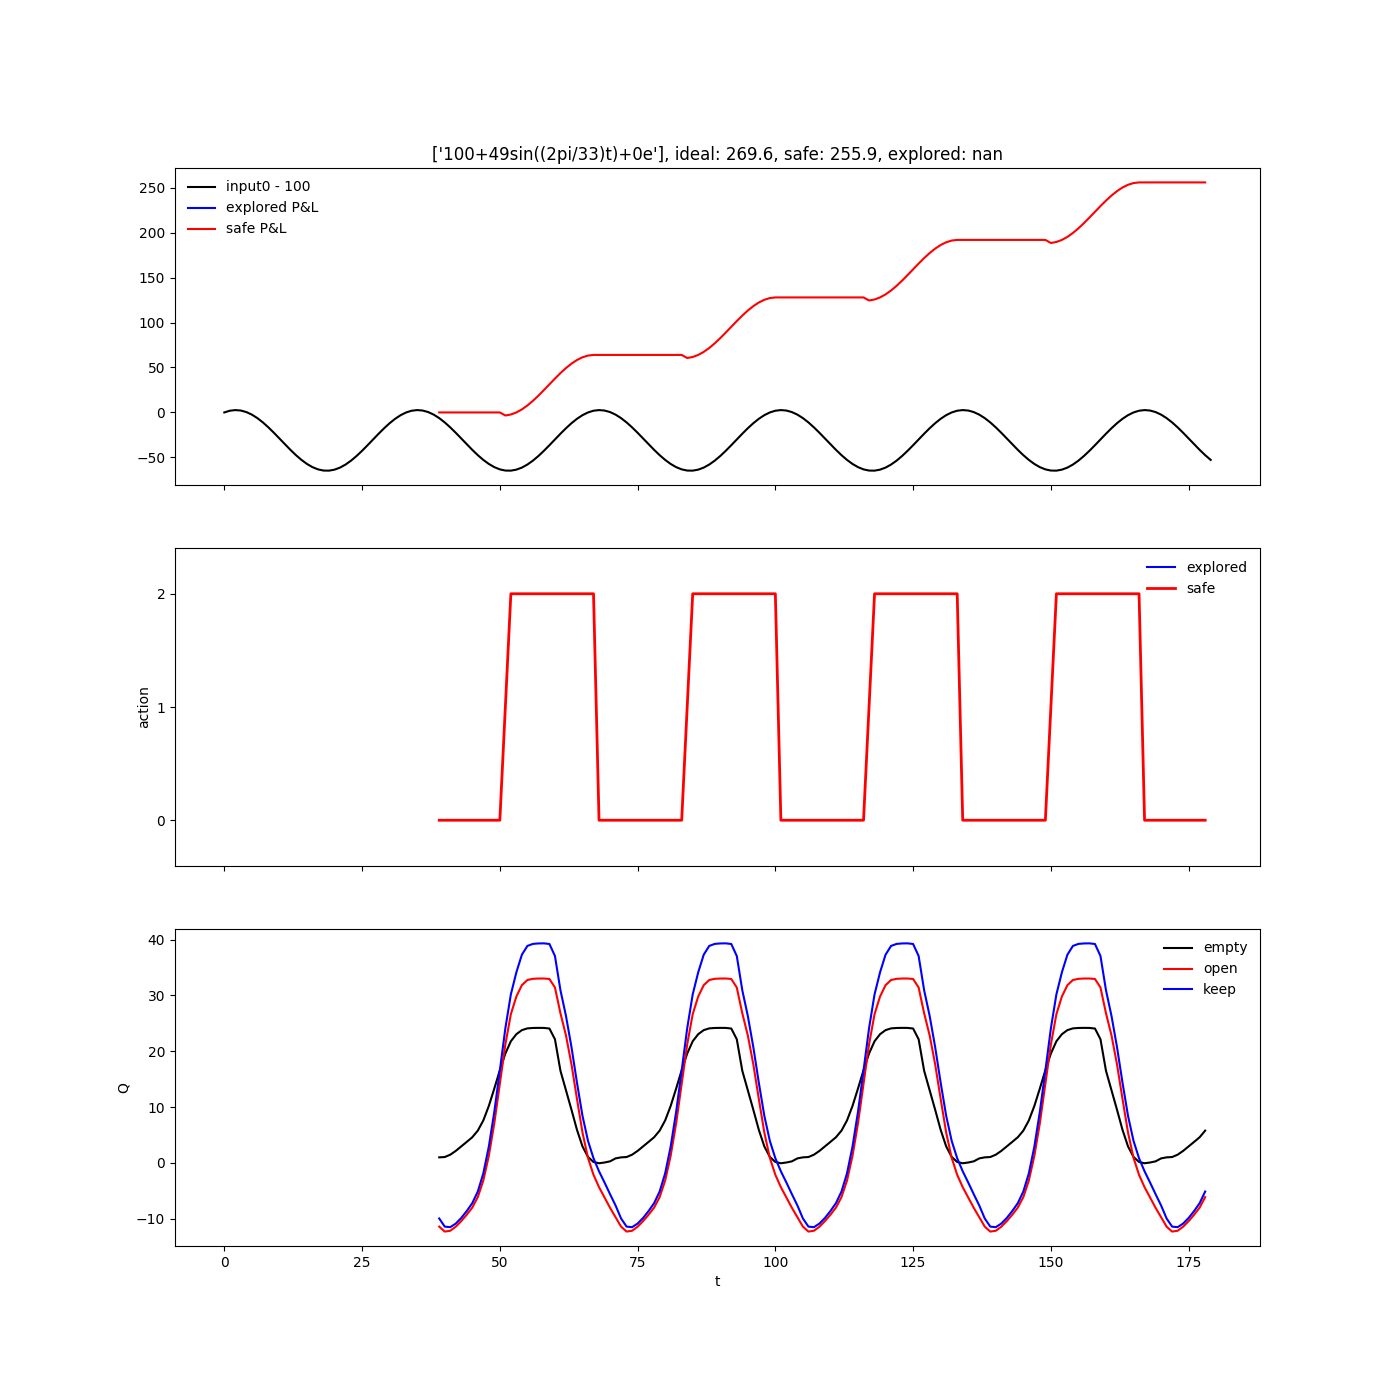 ['100+49sin((2pi/33)t)+0e'], ideal: 269.6, safe: 255.9, explored: nan
input0 - 100
explored P&L
safe P&L
250
200
150
100
50
0
−50
explored
safe
2
1
0
action
empty
open
keep
40
30
20
10
0
−10
Q
0 25 50 75 100 125 150 175
t